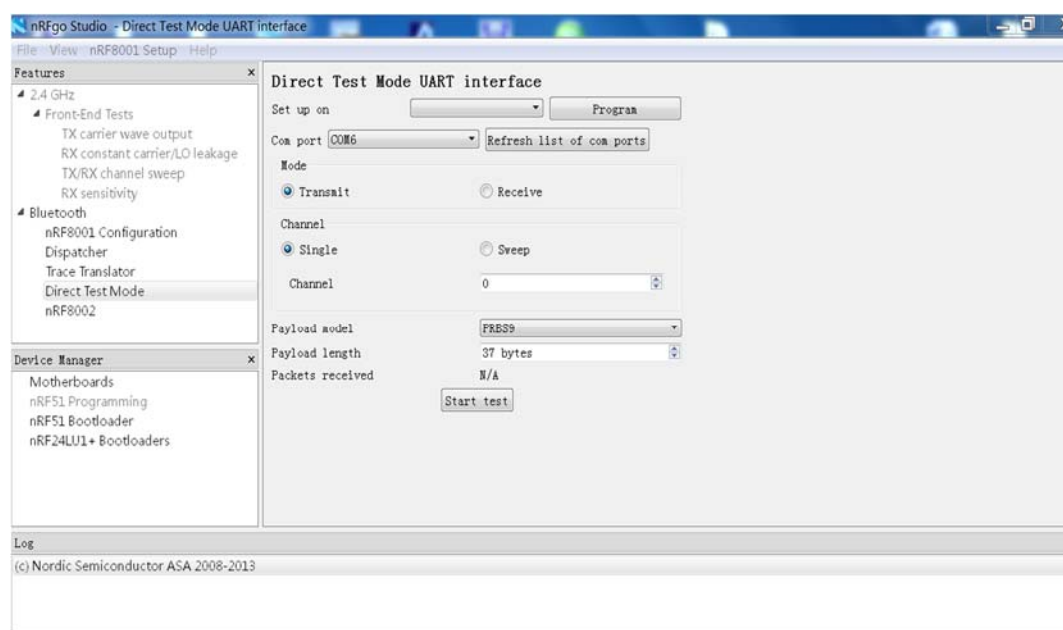 nRFgo Studio - Direct Test Mode UART interface
File View nRF8001 Setup Help
Features x
2.4 GHz
Front-End Tests
TX carrier wave output
RX constant carrier/LO leakage
TX/RX channel sweep
RX sensitivity
Bluetooth
nRF8001 Configuration
Dispatcher
Trace Translator
Direct Test Mode
nRF8002
Device Manager x
Motherboards
nRF51 Programming
nRF51 Bootloader
nRF24LU1+ Bootloaders
Direct Test Mode UART interface
Set up on Program
Com port COM6 Refresh list of com ports
Mode
Transmit Receive
Channel
Single Sweep
Channel 0
Payload model PRBS9
Payload length 37 bytes
Packets received N/A
Start test
Log
(c) Nordic Semiconductor ASA 2008-2013